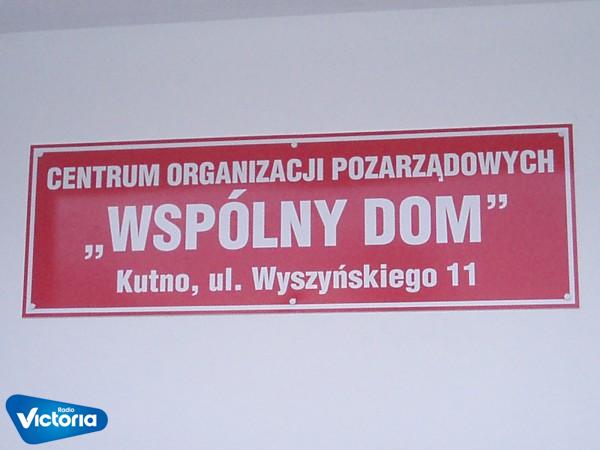 CENTRUM ORGANIZACJI POZARZĄDOWYCH
„WSPÓLNY DOM”
Kutno, ul. Wyszyńskiego 11
Radio
Victoria